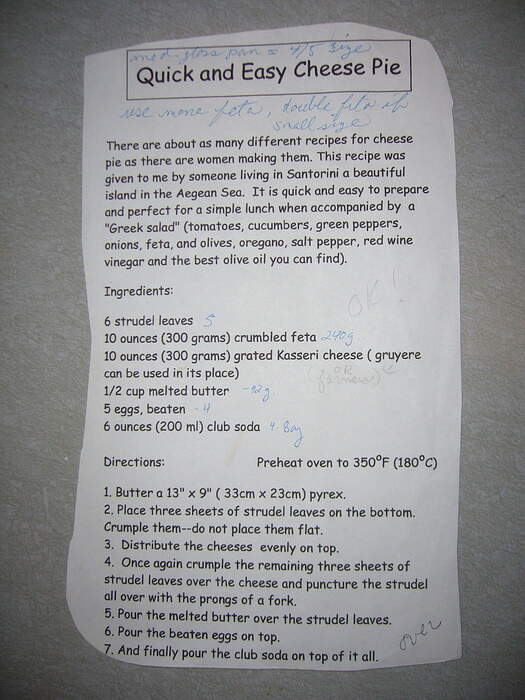 med. glass pan = 4/5 size
Quick and Easy Cheese Pie
use more feta, double feta if
small size
There are about as many different recipes for cheese
pie as there are women making them. This recipe was
given to me by someone living in Santorini a beautiful
island in the Aegean Sea. It is quick and easy to prepare
and perfect for a simple lunch when accompanied by a
"Greek salad" (tomatoes, cucumbers, green peppers,
onions, feta, and olives, oregano, salt pepper, red wine
vinegar and the best olive oil you can find).
OK!
Ingredients:
6 strudel leaves 5
10 ounces (300 grams) crumbled feta 240g
10 ounces (300 grams) grated Kasseri cheese ( gruyere
can be used in its place) (OR
farmers)
1/2 cup melted butter -92g
5 eggs, beaten -4
6 ounces (200 ml) club soda 4.8oz
Directions: Preheat oven to 350°F (180°C)
1. Butter a 13" x 9" ( 33cm x 23cm) pyrex.
2. Place three sheets of strudel leaves on the bottom.
Crumple them--do not place them flat.
3. Distribute the cheeses evenly on top.
4. Once again crumple the remaining three sheets of
strudel leaves over the cheese and puncture the strudel
all over with the prongs of a fork.
5. Pour the melted butter over the strudel leaves.
6. Pour the beaten eggs on top.
7. And finally pour the club soda on top of it all.
over